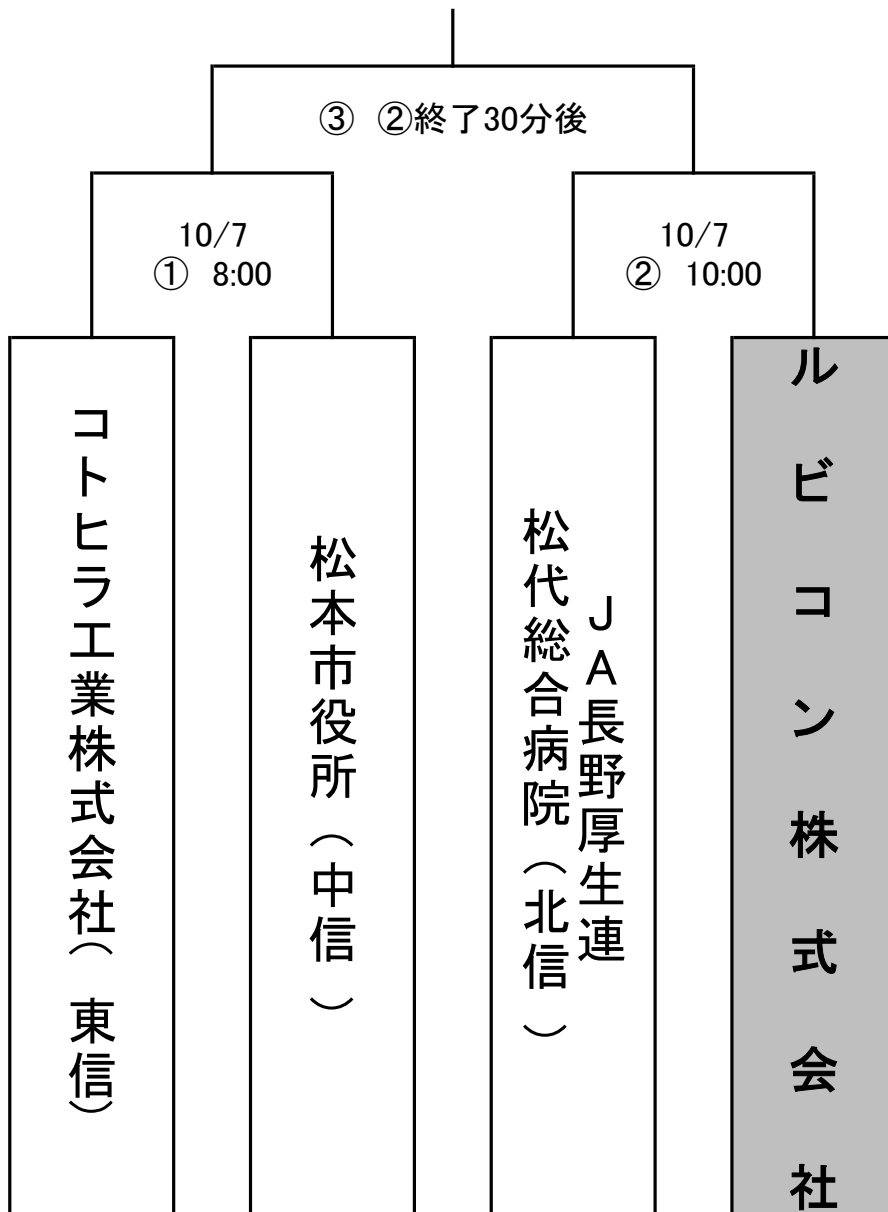 ③　②終了30分後
10/7
①　8:00
10/7
②　10:00
コトヒラ工業株式会社（　東信）
松本市役所（中信　）
ＪＡ長野厚生連
松代総合病院（北信　）
ルビコン株式会社